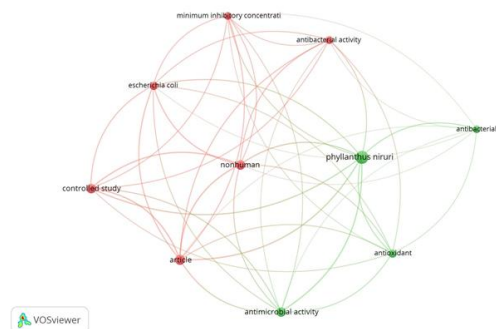 minimum inhibitory concentrati
antibacterial activity
escherichia coli
antibacterial
phyllanthus niruri
nonhuman
controlled study
antioxidant
article
antimicrobial activity
VOSviewer